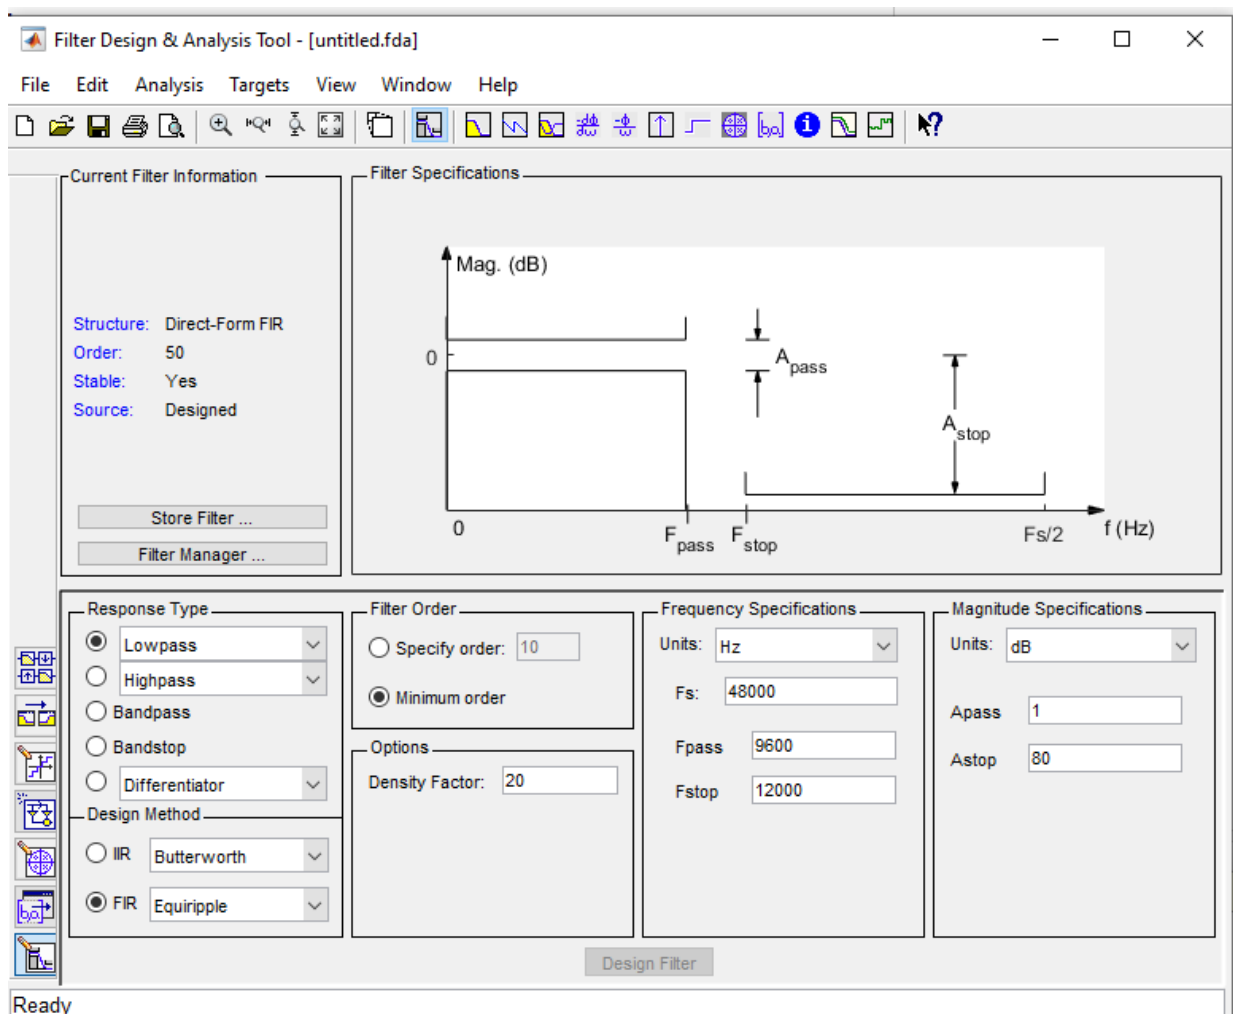 Filter Design & Analysis Tool - [untitled.fda]
File Edit Analysis Targets View Window Help
Current Filter Information
Structure: Direct-Form FIR
Order: 50
Stable: Yes
Source: Designed
Store Filter ...
Filter Manager ...
Filter Specifications
Mag. (dB)
0
Apass
Astop
0
Fpass
Fstop
Fs/2
f (Hz)
Response Type
Lowpass
Highpass
Bandpass
Bandstop
Differentiator
Design Method
IIR Butterworth
FIR Equiripple
Filter Order
Specify order: 10
Minimum order
Options
Density Factor: 20
Frequency Specifications
Units: Hz
Fs: 48000
Fpass 9600
Fstop 12000
Magnitude Specifications
Units: dB
Apass 1
Astop 80
Design Filter
Ready